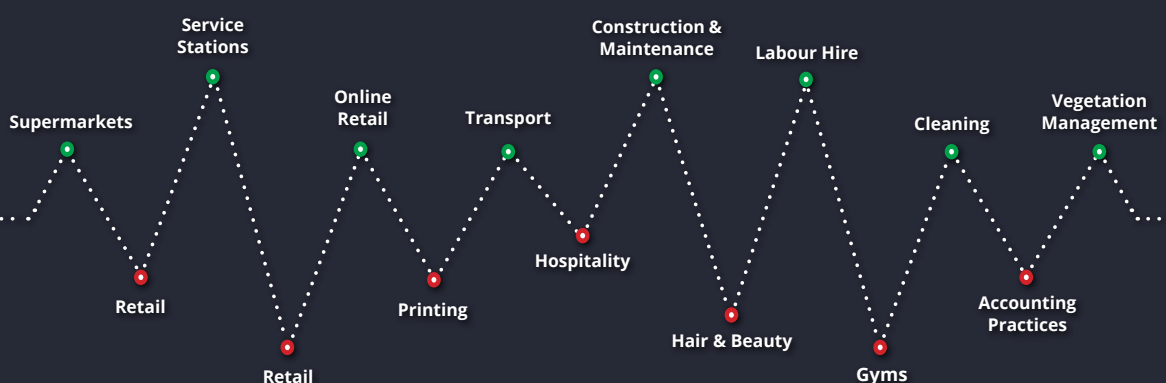 Supermarkets
Retail
Service
Stations
Retail
Online
Retail
Printing
Transport
Hospitality
Construction &
Maintenance
Hair & Beauty
Labour Hire
Gyms
Cleaning
Accounting
Practices
Vegetation
Management